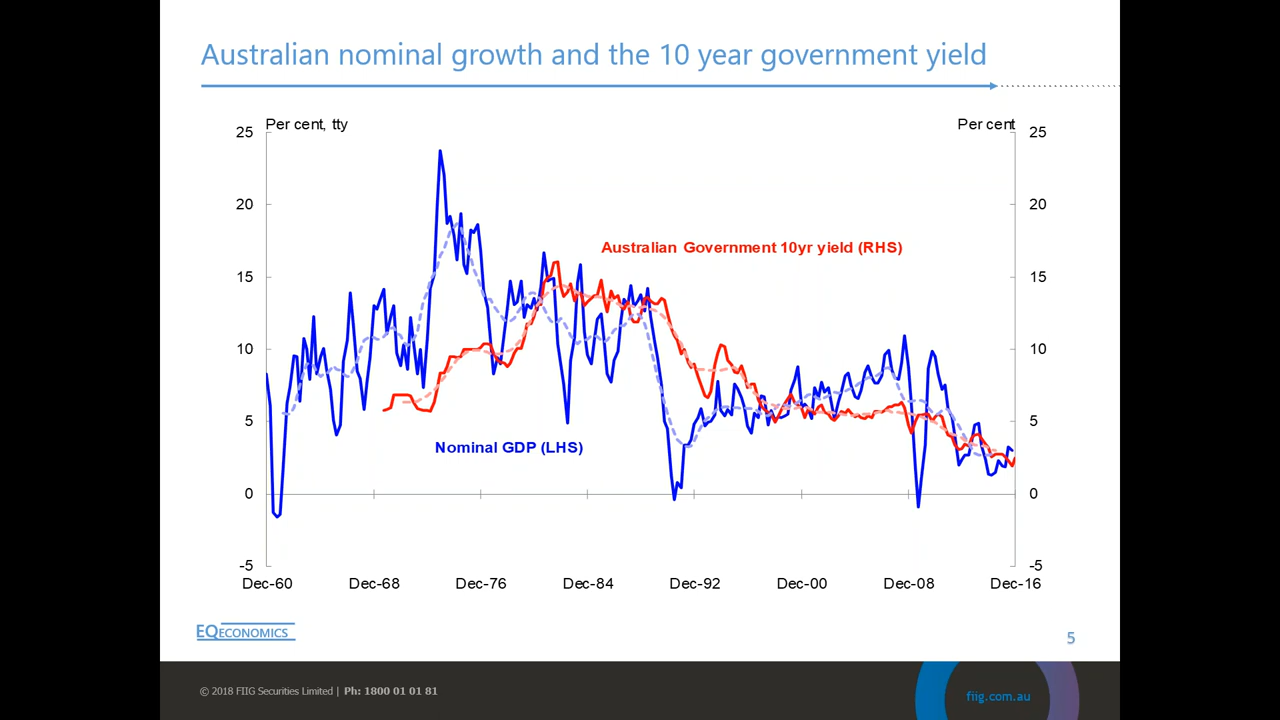 Australian nominal growth and the 10 year government yield
Per cent, tty
Per cent
25
25
20
20
Australian Government 10yr yield (RHS)
15
15
10
10
5
5
Nominal GDP (LHS)
0
0
-5
-5
Dec-60 Dec-68 Dec-76 Dec-84 Dec-92 Dec-00 Dec-08 Dec-16
EQECONOMICS
5
© 2018 FIIG Securities Limited | Ph: 1800 01 01 81
fiig.com.au